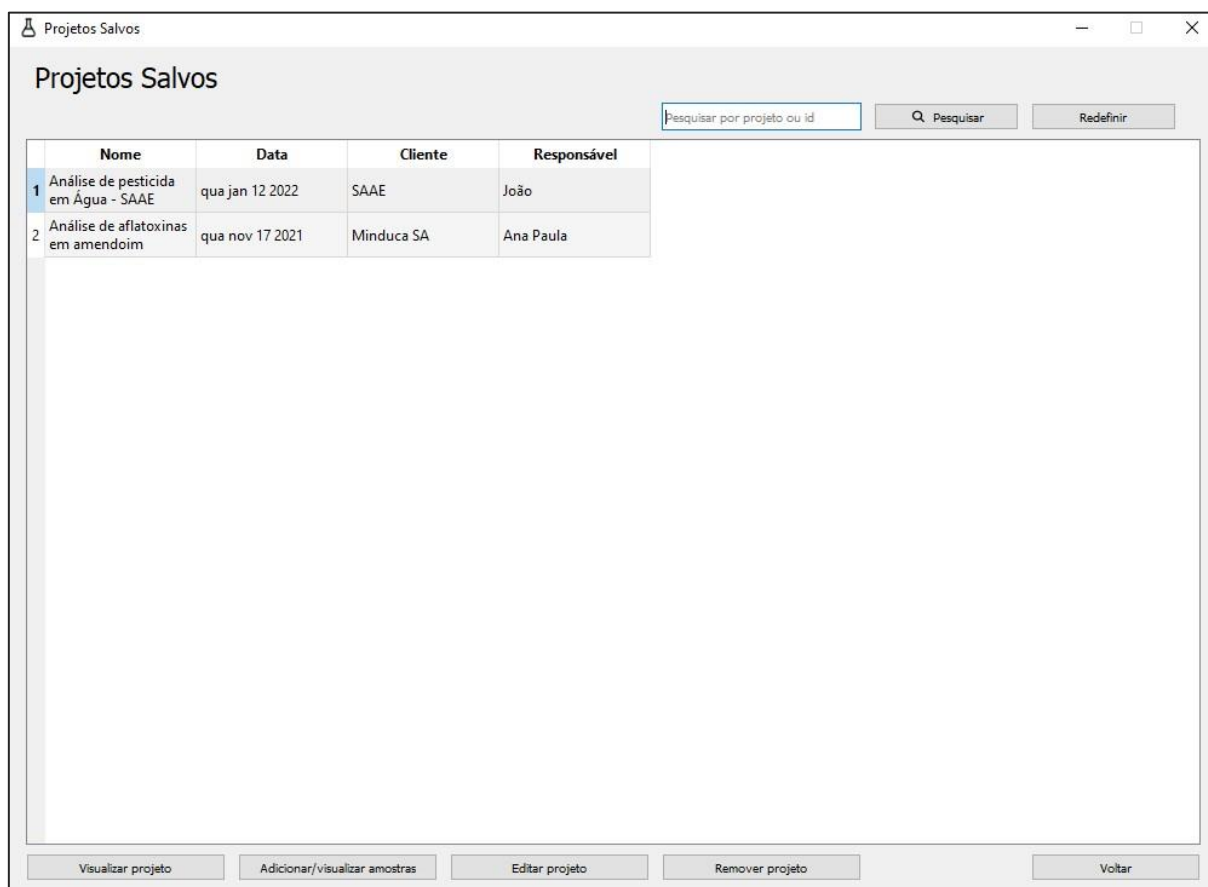 Projetos Salvos
Projetos Salvos
Pesquisar por projeto ou id Pesquisar Redefinir
Nome Data Cliente Responsável
1 Análise de pesticida em Água - SAAE qua jan 12 2022 SAAE João
2 Análise de aflatoxinas em amendoim qua nov 17 2021 Minduca SA Ana Paula
Visualizar projeto Adicionar/visualizar amostras Editar projeto Remover projeto Voltar